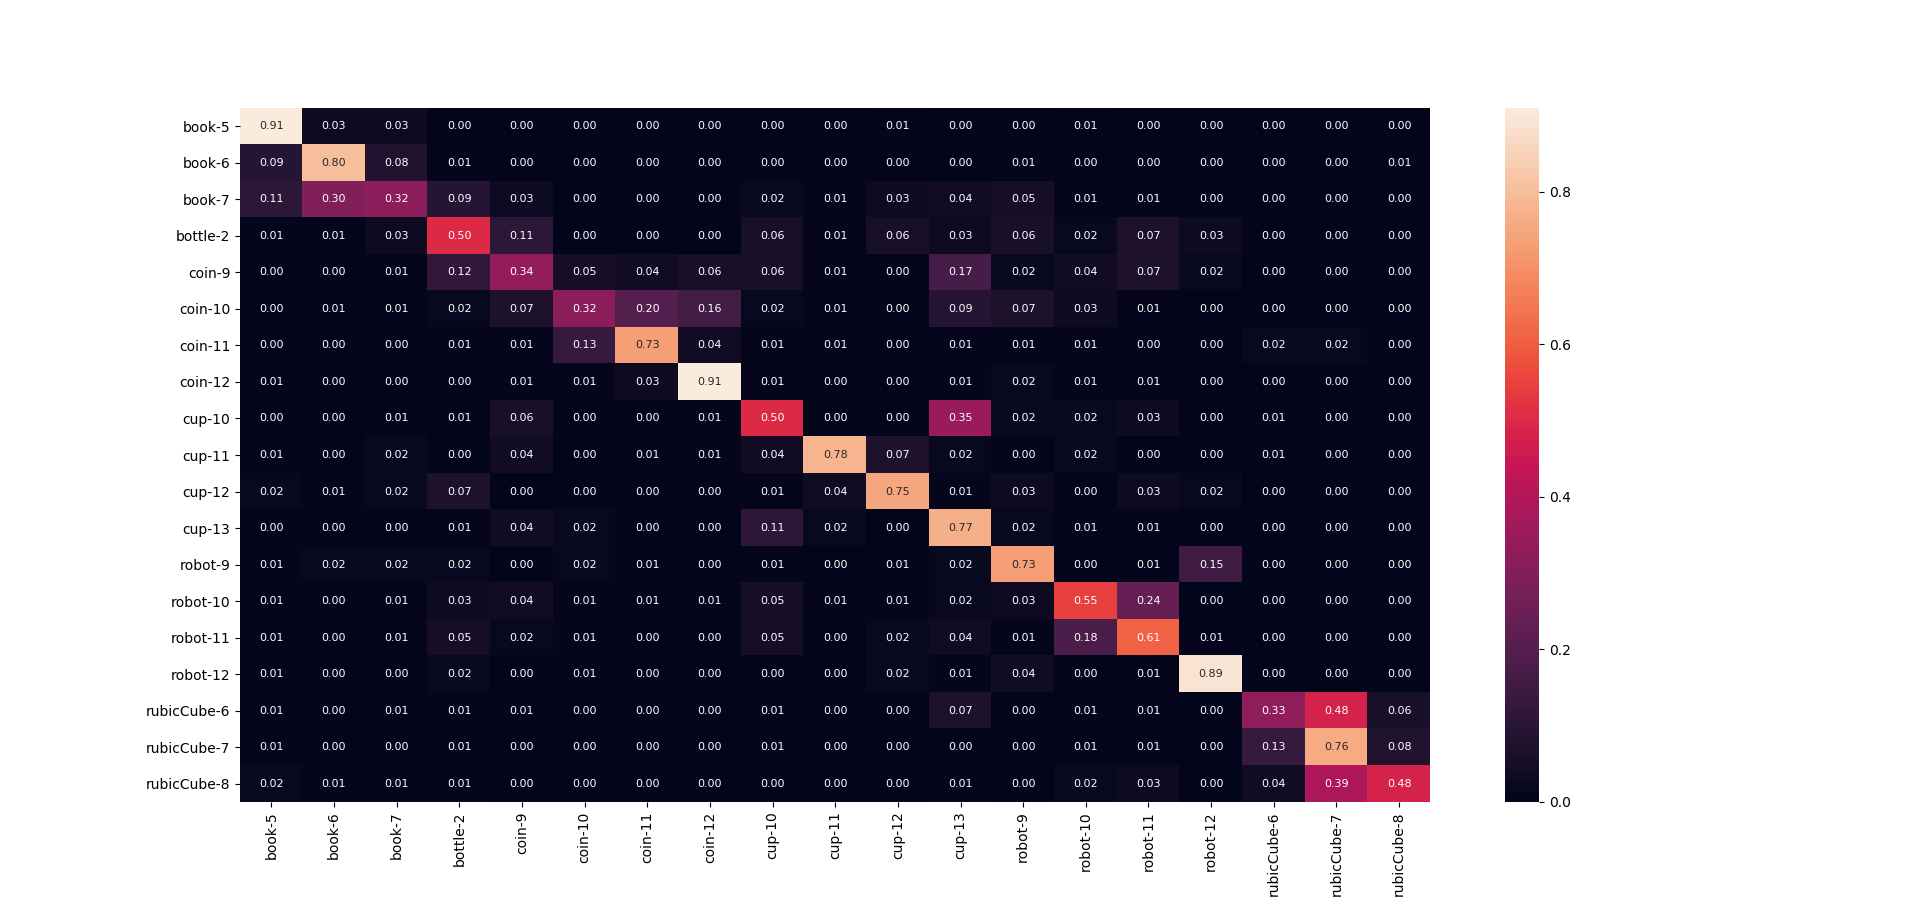 book-5 0.91 0.03 0.03 0.00 0.00 0.00 0.00 0.00 0.00 0.00 0.01 0.00 0.00 0.01 0.00 0.00 0.00 0.00 0.00
book-6 0.09 0.80 0.08 0.01 0.00 0.00 0.00 0.00 0.00 0.00 0.00 0.00 0.01 0.00 0.00 0.00 0.00 0.00 0.01
book-7 0.11 0.30 0.32 0.09 0.03 0.00 0.00 0.00 0.02 0.01 0.03 0.04 0.05 0.01 0.01 0.00 0.00 0.00 0.00
bottle-2 0.01 0.01 0.03 0.50 0.11 0.00 0.00 0.00 0.06 0.01 0.06 0.03 0.06 0.02 0.07 0.03 0.00 0.00 0.00
coin-9 0.00 0.00 0.01 0.12 0.34 0.05 0.04 0.06 0.06 0.01 0.00 0.17 0.02 0.04 0.07 0.02 0.00 0.00 0.00
coin-10 0.00 0.01 0.01 0.02 0.07 0.32 0.20 0.16 0.02 0.01 0.00 0.09 0.07 0.03 0.01 0.00 0.00 0.00 0.00
coin-11 0.00 0.00 0.00 0.01 0.01 0.13 0.73 0.04 0.01 0.01 0.00 0.01 0.01 0.01 0.00 0.00 0.02 0.02 0.00
coin-12 0.01 0.00 0.00 0.00 0.01 0.01 0.03 0.91 0.01 0.00 0.00 0.01 0.02 0.01 0.01 0.00 0.00 0.00 0.00
cup-10 0.00 0.00 0.01 0.01 0.06 0.00 0.00 0.01 0.50 0.00 0.00 0.35 0.02 0.02 0.03 0.00 0.01 0.00 0.00
cup-11 0.01 0.00 0.02 0.00 0.04 0.00 0.01 0.01 0.04 0.78 0.07 0.02 0.00 0.02 0.00 0.00 0.01 0.00 0.00
cup-12 0.02 0.01 0.02 0.07 0.00 0.00 0.00 0.00 0.01 0.04 0.75 0.01 0.03 0.00 0.03 0.02 0.00 0.00 0.00
cup-13 0.00 0.00 0.00 0.01 0.04 0.02 0.00 0.00 0.11 0.02 0.00 0.77 0.02 0.01 0.01 0.00 0.00 0.00 0.00
robot-9 0.01 0.02 0.02 0.02 0.00 0.02 0.01 0.00 0.01 0.00 0.01 0.02 0.73 0.00 0.01 0.15 0.00 0.00 0.00
robot-10 0.01 0.00 0.01 0.03 0.04 0.01 0.01 0.01 0.05 0.01 0.01 0.02 0.03 0.55 0.24 0.00 0.00 0.00 0.00
robot-11 0.01 0.00 0.01 0.05 0.02 0.01 0.00 0.00 0.05 0.00 0.02 0.04 0.01 0.18 0.61 0.01 0.00 0.00 0.00
robot-12 0.01 0.00 0.00 0.02 0.00 0.01 0.00 0.00 0.00 0.00 0.02 0.01 0.04 0.00 0.01 0.89 0.00 0.00 0.00
rubicCube-6 0.01 0.00 0.01 0.01 0.01 0.00 0.00 0.00 0.01 0.00 0.00 0.07 0.00 0.01 0.01 0.00 0.33 0.48 0.06
rubicCube-7 0.01 0.00 0.00 0.01 0.00 0.00 0.00 0.00 0.01 0.00 0.00 0.00 0.00 0.01 0.01 0.00 0.13 0.76 0.08
rubicCube-8 0.02 0.01 0.01 0.01 0.00 0.00 0.00 0.00 0.00 0.00 0.00 0.01 0.00 0.02 0.03 0.00 0.04 0.39 0.48
book-5 book-6 book-7 bottle-2 coin-9 coin-10 coin-11 coin-12 cup-10 cup-11 cup-12 cup-13 robot-9 robot-10 robot-11 robot-12 rubicCube-6 rubicCube-7 rubicCube-8
0.8
0.6
0.4
0.2
0.0